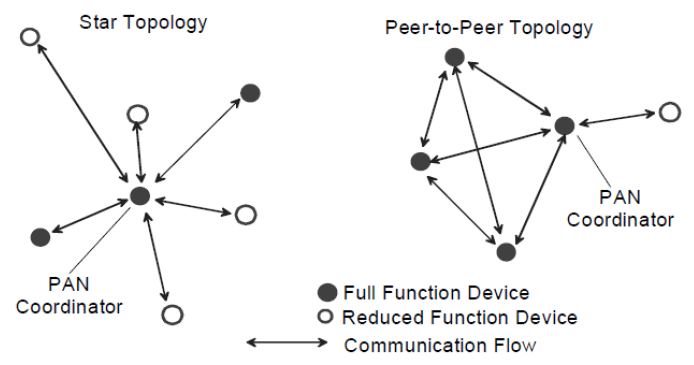 Star Topology
Peer-to-Peer Topology
PAN
Coordinator
PAN
Coordinator
Full Function Device
Reduced Function Device
Communication Flow